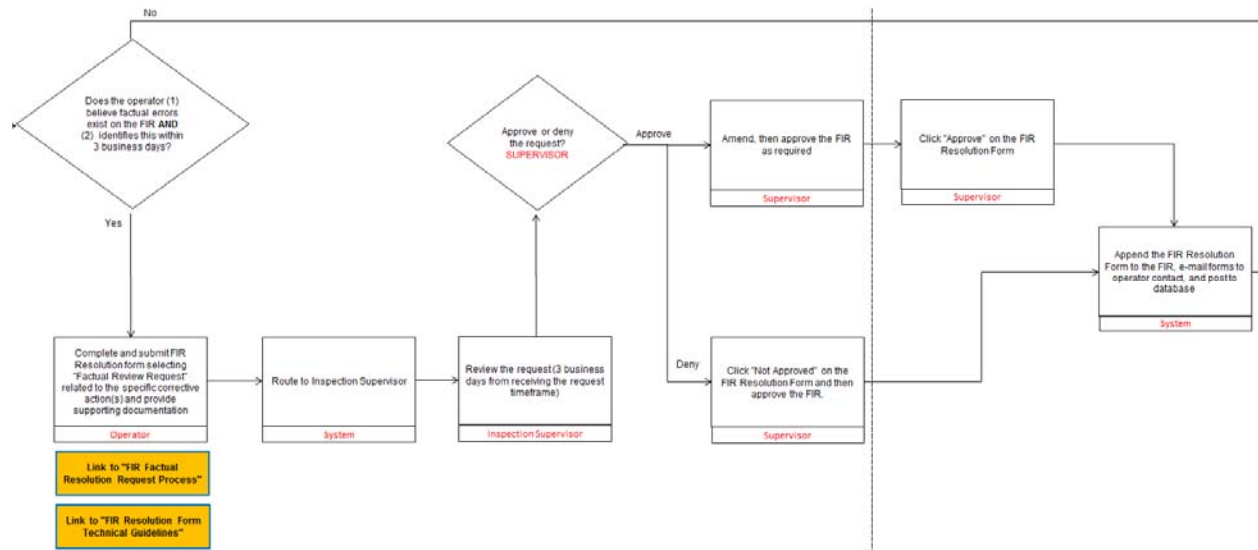 No
Does the operator (1)
believe factual errors
exist on the FIR AND
(2) identifies this within
3 business days?
Yes
Approve or deny
the request?
SUPERVISOR
Approve
Amend, then approve the FIR
as required
Supervisor
Click "Approve" on the FIR
Resolution Form
Supervisor
Append the FIR Resolution
Form to the FIR, e-mail forms to
operator contact, and post to
database
System
Complete and submit FIR
Resolution form selecting
"Factual Review Request"
related to the specific corrective
action(s) and provide
supporting documentation
Operator
Route to Inspection Supervisor
System
Review the request (3 business
days from receiving the request
timeframe)
Inspection Supervisor
Deny
Click "Not Approved" on the
FIR Resolution Form and then
approve the FIR.
Supervisor
Link to "FIR Factual
Resolution Request Process"
Link to "FIR Resolution Form
Technical Guidelines"